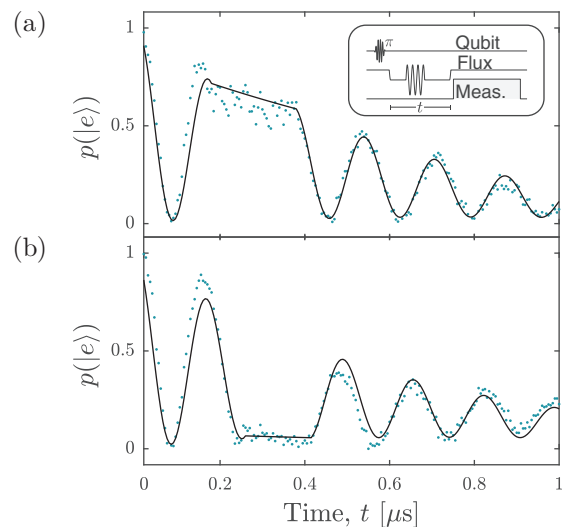 (a)
1
0.5
0
p(|e⟩)
π
Qubit
Flux
Meas.
t
(b)
1
0.5
0
p(|e⟩)
0 0.2 0.4 0.6 0.8 1
Time, t [μs]